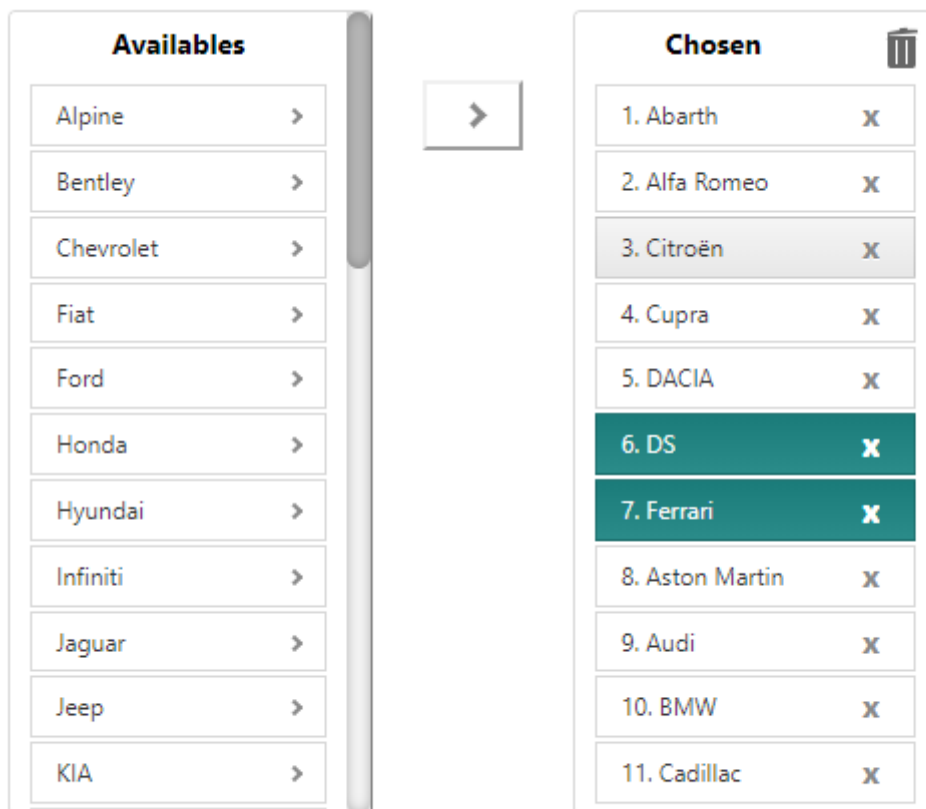 Availables
Alpine
Bentley
Chevrolet
Fiat
Ford
Honda
Hyundai
Infiniti
Jaguar
Jeep
KIA
Chosen
1. Abarth x
2. Alfa Romeo x
3. Citroën x
4. Cupra x
5. DACIA x
6. DS x
7. Ferrari x
8. Aston Martin x
9. Audi x
10. BMW x
11. Cadillac x